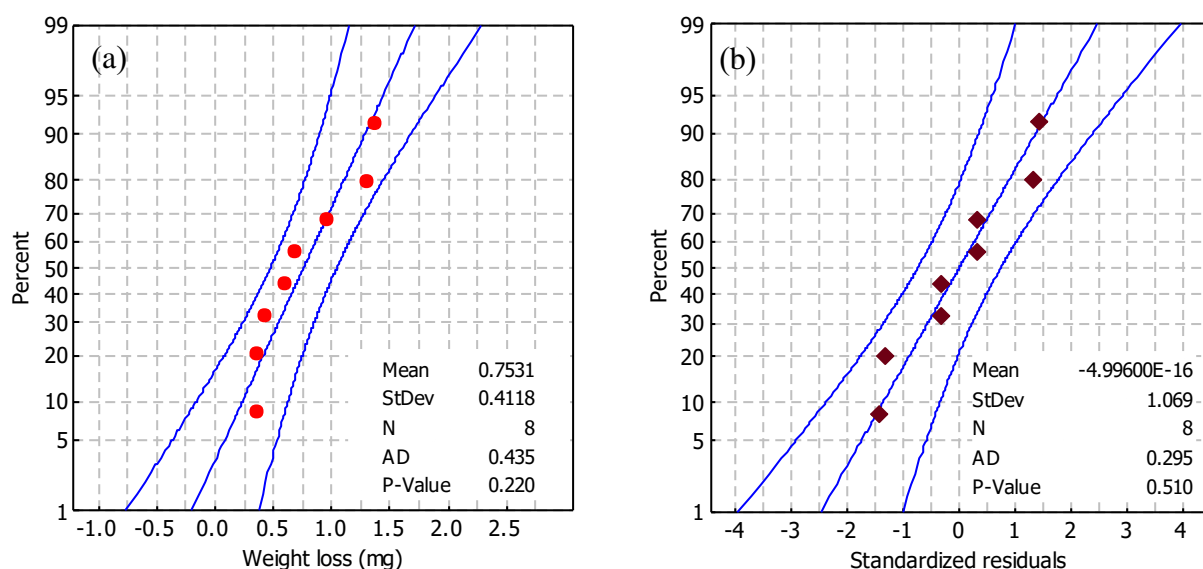 (a)
Percent
99
95
90
80
70
60
50
40
30
20
10
5
1
Mean 0.7531
StDev 0.4118
N 8
AD 0.435
P-Value 0.220
-1.0 -0.5 0.0 0.5 1.0 1.5 2.0 2.5
Weight loss (mg)
(b)
Percent
99
95
90
80
70
60
50
40
30
20
10
5
1
Mean -4.99600E-16
StDev 1.069
N 8
AD 0.295
P-Value 0.510
-4 -3 -2 -1 0 1 2 3 4
Standardized residuals